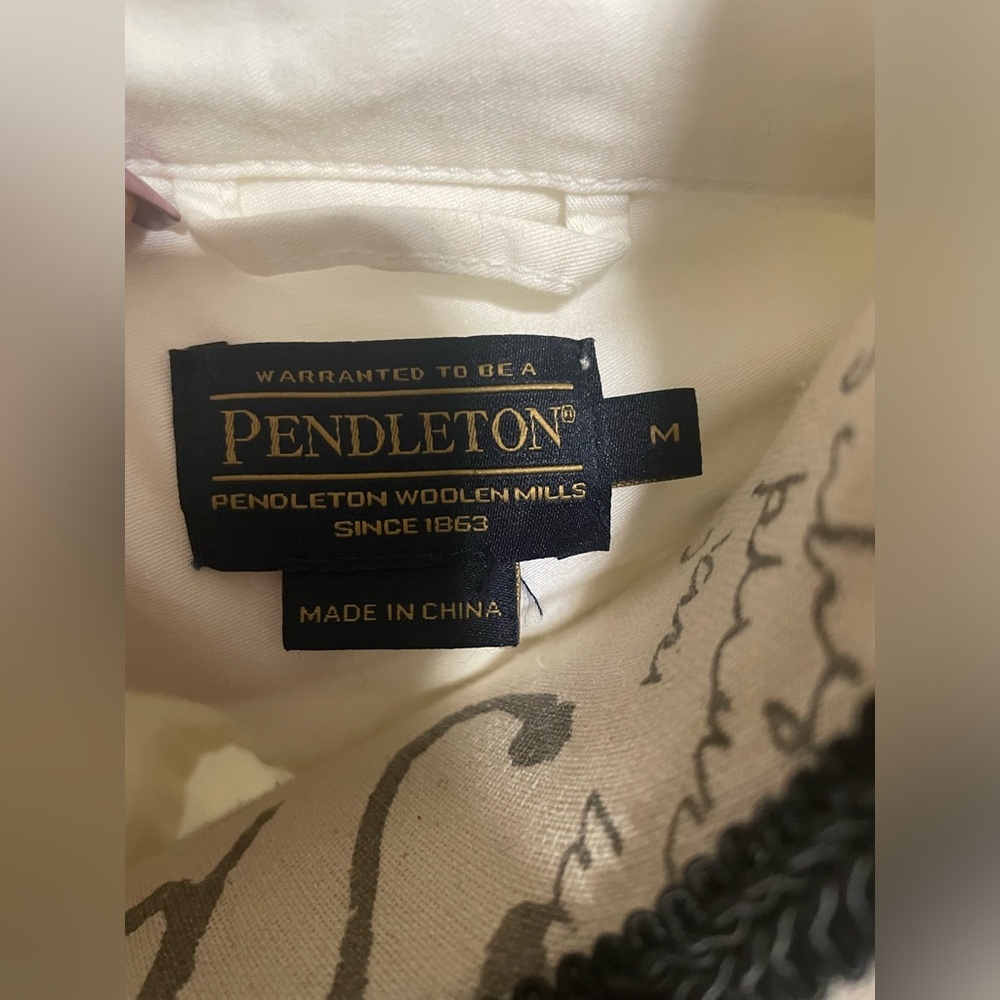 WARRANTED TO BE A
PENDLETON®
PENDLETON WOOLEN MILLS
SINCE 1863
M
MADE IN CHINA